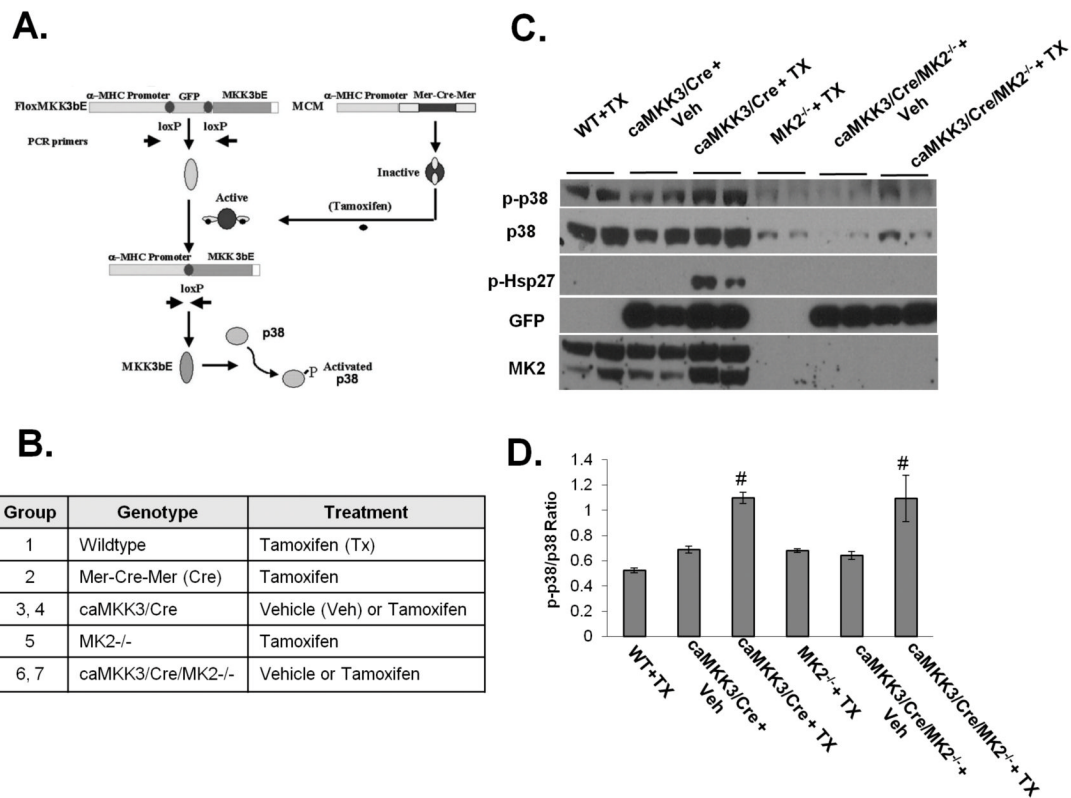 A.
α-MHC Promoter GFP MKK3bE
FloxMKK3bE
loxP loxP
PCR primers
α-MHC Promoter Mer-Cre-Mer
MCM
Inactive
Active
(Tamoxifen)
α-MHC Promoter MKK 3bE
loxP
MKK3bE
p38
P Activated
p38
B.
Group Genotype Treatment
1 Wildtype Tamoxifen (Tx)
2 Mer-Cre-Mer (Cre) Tamoxifen
3, 4 caMKK3/Cre Vehicle (Veh) or Tamoxifen
5 MK2-/- Tamoxifen
6, 7 caMKK3/Cre/MK2-/- Vehicle or Tamoxifen
C.
WT+TX
caMKK3/Cre +
Veh
caMKK3/Cre + TX
MK2-/-+ TX
caMKK3/Cre/MK2-/-+
Veh
caMKK3/Cre/MK2-/-+ TX
p-p38
p38
p-Hsp27
GFP
MK2
D.
p-p38/p38 Ratio
1.4
1.2
1
0.8
0.6
0.4
0.2
0
#
#
WT+TX
caMKK3/Cre +
Veh
caMKK3/Cre + TX
MK2-/-+ TX
caMKK3/Cre/MK2-/-+
Veh
caMKK3/Cre/MK2-/-+ TX